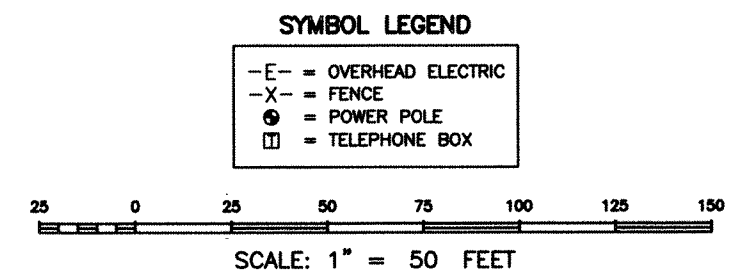 SYMBOL LEGEND
-E- = OVERHEAD ELECTRIC
-X- = FENCE
= POWER POLE
T = TELEPHONE BOX
25 0 25 50 75 100 125 150
SCALE: 1" = 50 FEET